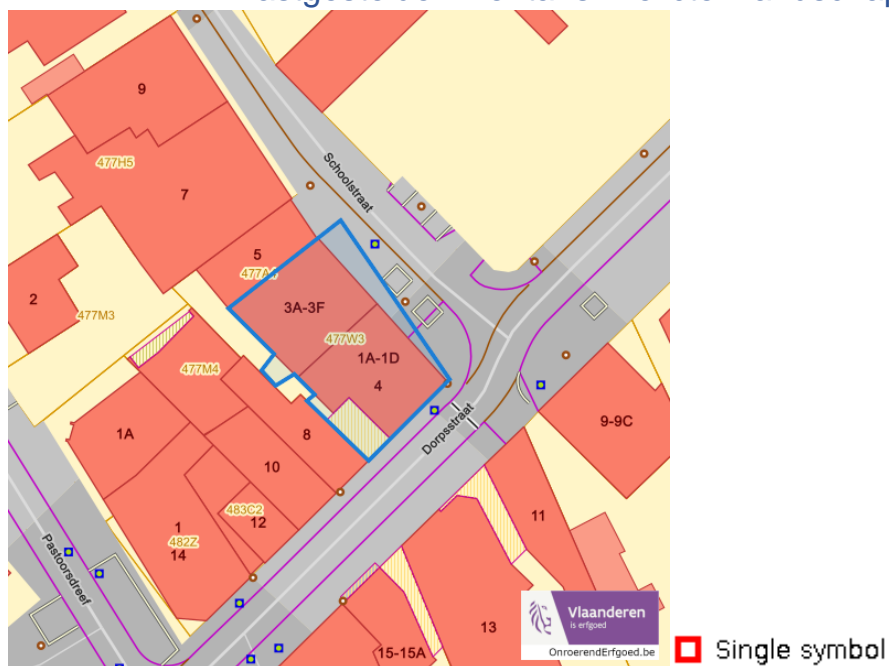 9
477H5
7
Schoolstraat
5
477A4
2
477M3
3A-3F
477W3
1A-1D
4
477M4
1A
8
10
9-9C
Dorpsstraat
483C2
12
1
482Z
14
11
Pastoorsdreef
13
15-15A
Vlaanderen
is erfgoed
OnroerendErfgoed.be
Single symbol